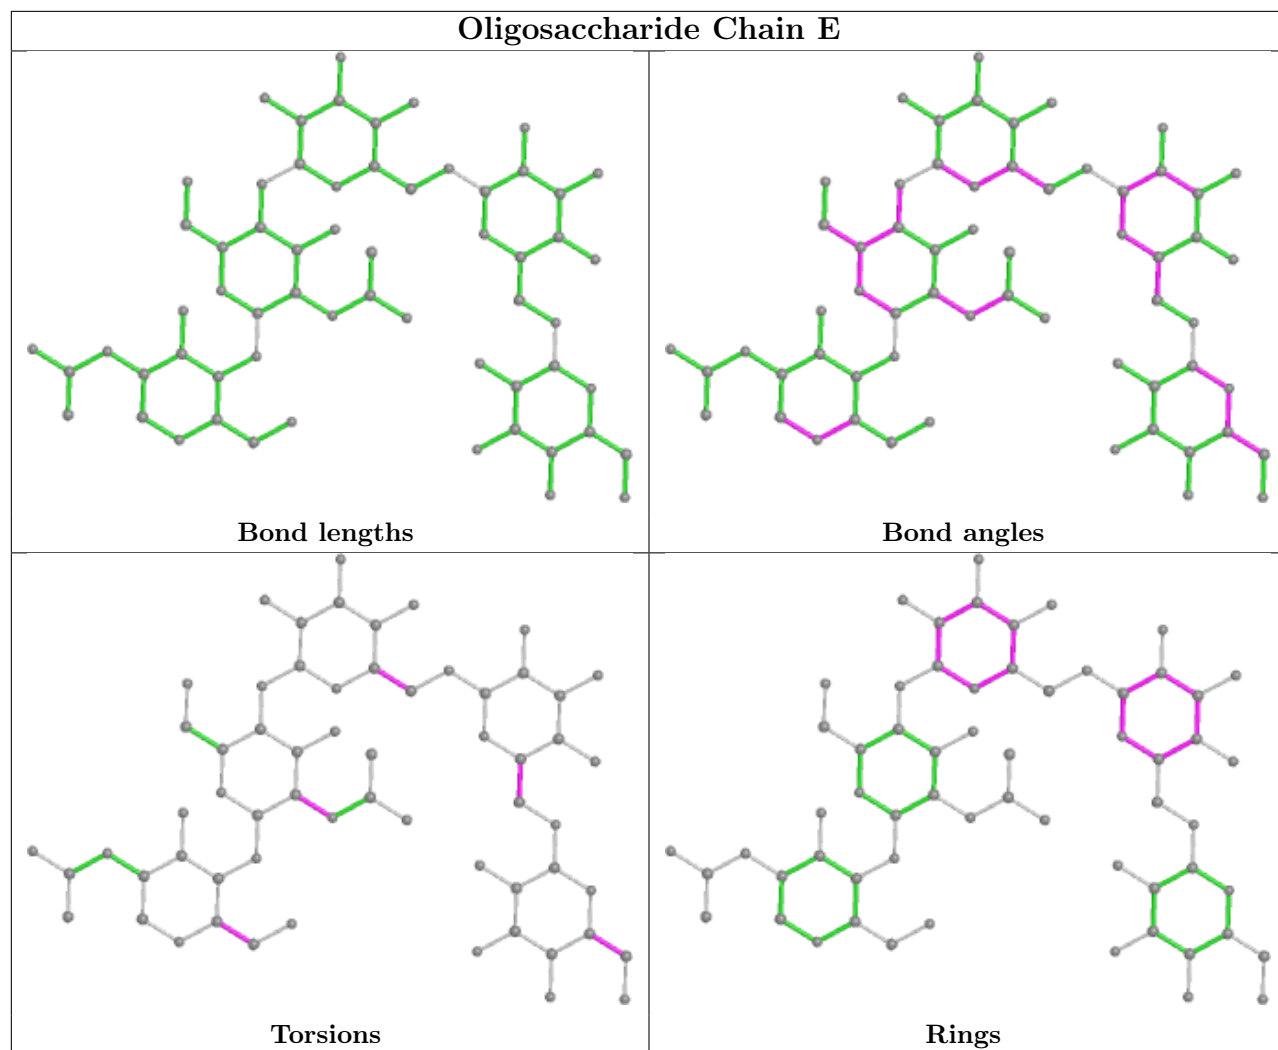 Oligosaccharide Chain E
Bond lengths
Bond angles
Torsions
Rings